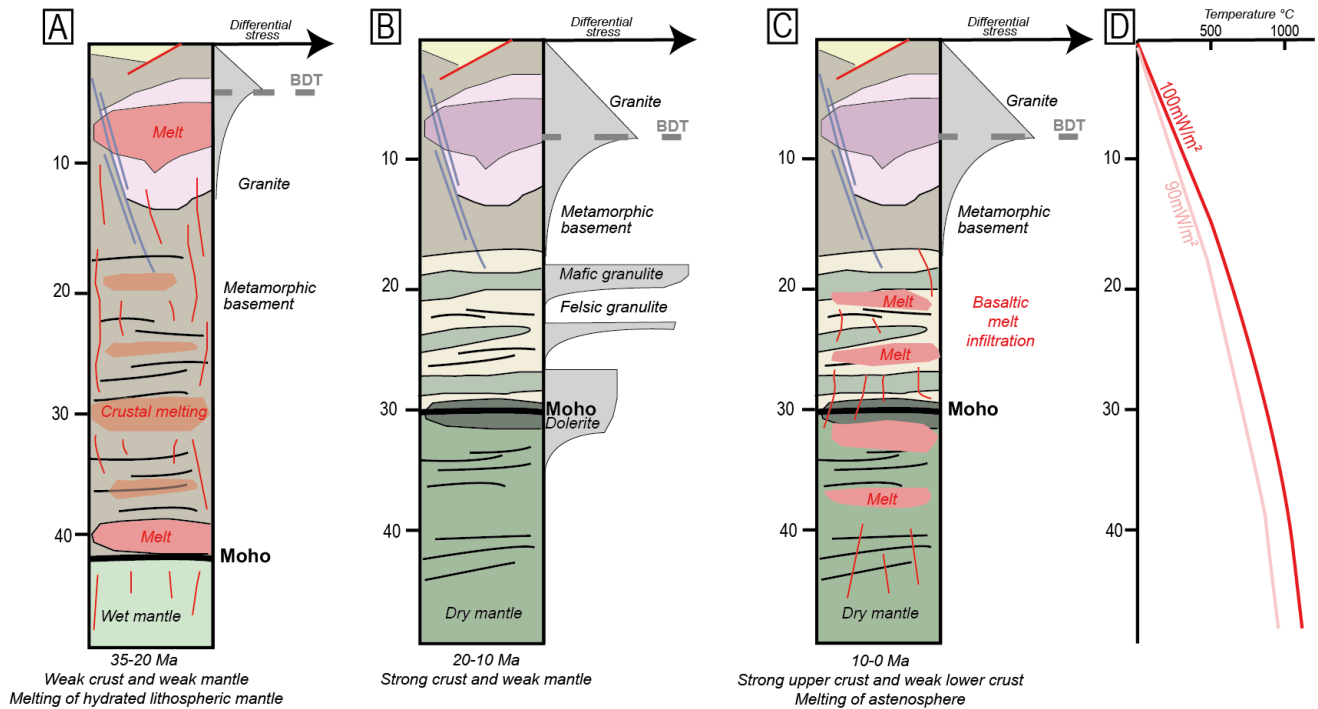 A
Differential
stress
BDT
Melt
10
Granite
20
Metamorphic
basement
30
Crustal melting
40
Melt
Moho
Wet mantle
35-20 Ma
Weak crust and weak mantle
Melting of hydrated lithospheric mantle
B
Differential
stress
Granite
BDT
10
Metamorphic
basement
20
Mafic granulite
Felsic granulite
30
Moho
Dolerite
40
Dry mantle
20-10 Ma
Strong crust and weak mantle
C
Differential
stress
Granite
BDT
10
Metamorphic
basement
20
Melt
Basaltic
melt
infiltration
Melt
30
Moho
Melt
40
Dry mantle
10-0 Ma
Strong upper crust and weak lower crust
Melting of astenosphere
D
Temperature °C
500
1000
100mW/m²
90mW/m²
10
20
30
40